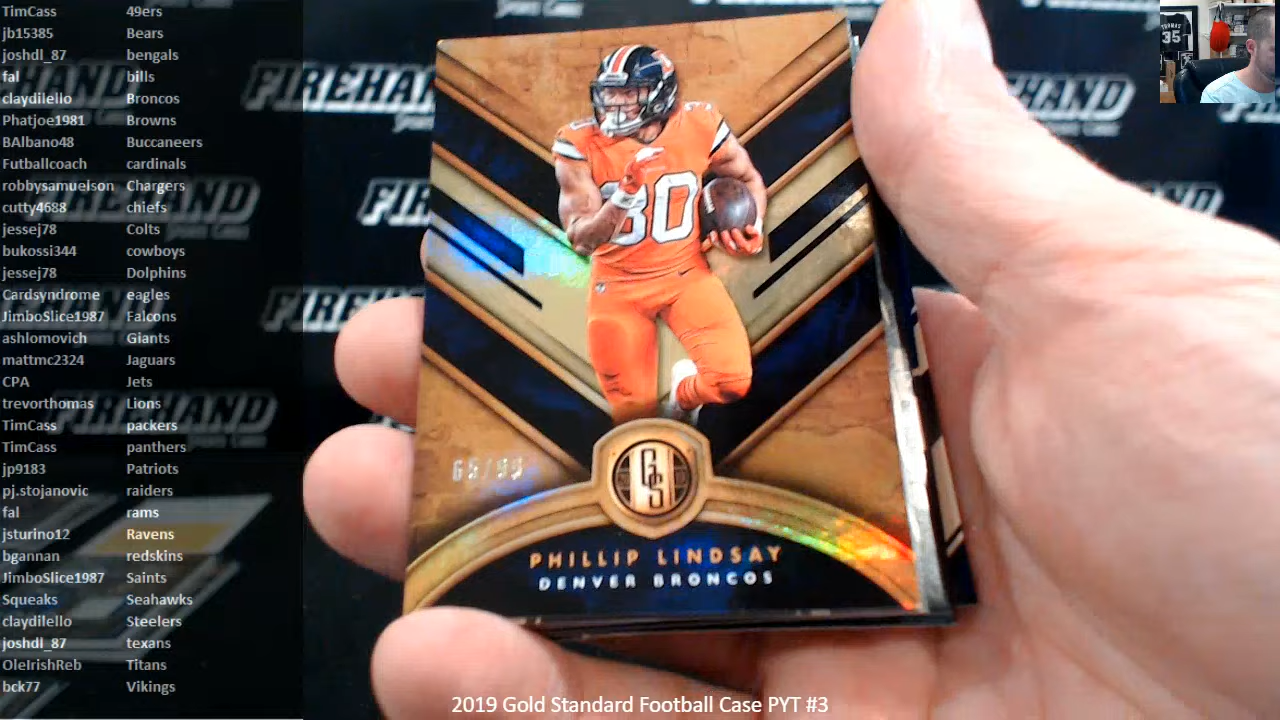 TimCass 49ers
jb15385 Bears
joshdl_87 bengals
fal bills
claydilello Broncos
Phatjoe1981 Browns
BAlbano48 Buccaneers
Futballcoach cardinals
robbysamuelson Chargers
cutty4688 chiefs
jessej78 Colts
bukossi344 cowboys
jessej78 Dolphins
Cardsyndrome eagles
JimboSlice1987 Falcons
ashlomovich Giants
mattmc2324 Jaguars
CPA Jets
trevorthomas Lions
TimCass packers
TimCass panthers
jp9183 Patriots
pj.stojanovic raiders
fal rams
jsturino12 Ravens
bgannan redskins
JimboSlice1987 Saints
Squeaks Seahawks
claydilello Steelers
joshdl_87 texans
OleIrishReb Titans
bck77 Vikings
FIREHAND
THOMAS
35
30
GS
PHILLIP LINDSAY
DENVER BRONCOS
2019 Gold Standard Football Case PYT #3